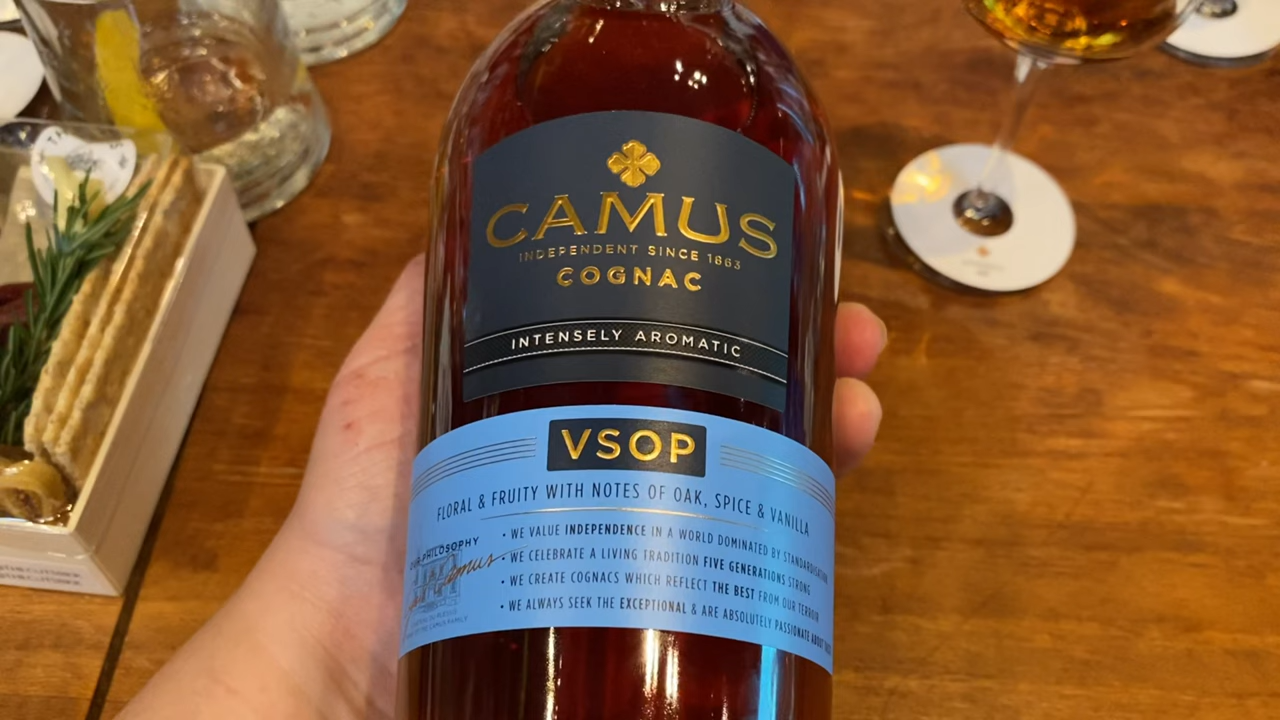 CAMUS
INDEPENDENT SINCE 1863
COGNAC
INTENSELY AROMATIC
VSOP
FLORAL & FRUITY WITH NOTES OF OAK, SPICE & VANILLA
OUR PHILOSOPHY
Camus
• WE VALUE INDEPENDENCE IN A WORLD DOMINATED BY STANDARDISATION
• WE CELEBRATE A LIVING TRADITION FIVE GENERATIONS STRONG
• WE CREATE COGNACS WHICH REFLECT THE BEST FROM OUR TERROIR
• WE ALWAYS SEEK THE EXCEPTIONAL & ARE ABSOLUTELY PASSIONATE ABOUT